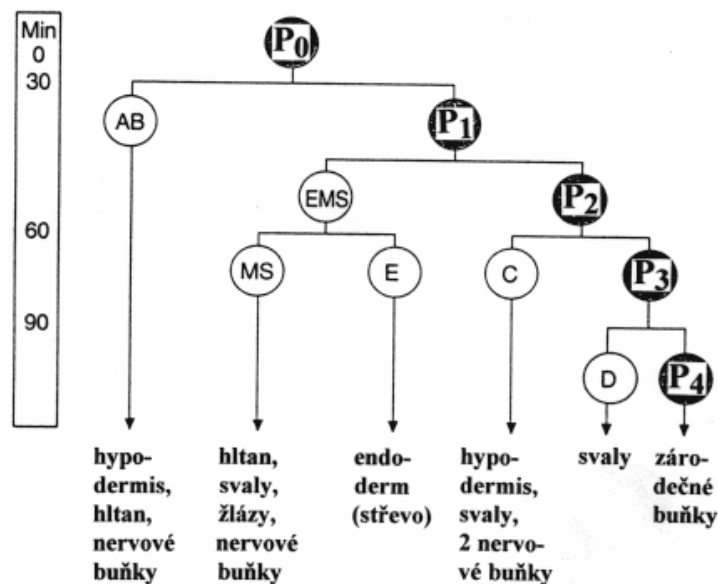 Min
0
30
60
90
P0
AB
P1
EMS
P2
MS
E
C
P3
D
P4
hypo-
dermis,
hltan,
nervové
buňky
hltan,
svaly,
žlázy,
nervové
buňky
endo-
derm
(střevo)
hypo-
dermis,
svaly,
2 nervo-
vé buňky
svaly
záro-
dečné
buňky